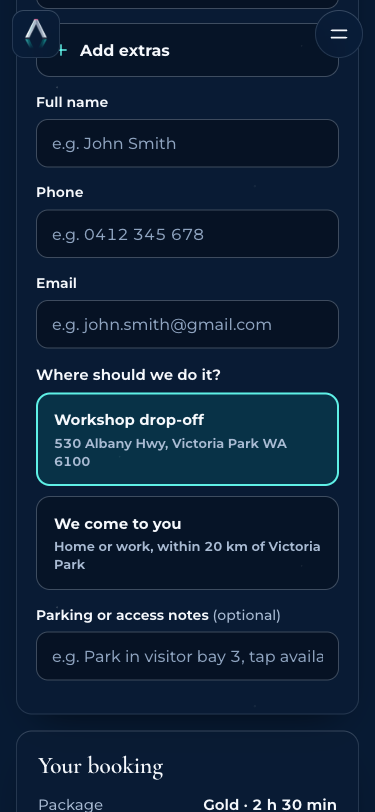 + Add extras
Full name
e.g. John Smith
Phone
e.g. 0412 345 678
Email
e.g. john.smith@gmail.com
Where should we do it?
Workshop drop-off
530 Albany Hwy, Victoria Park WA
6100
We come to you
Home or work, within 20 km of Victoria
Park
Parking or access notes (optional)
e.g. Park in visitor bay 3, tap availa
Your booking
Package Gold · 2 h 30 min